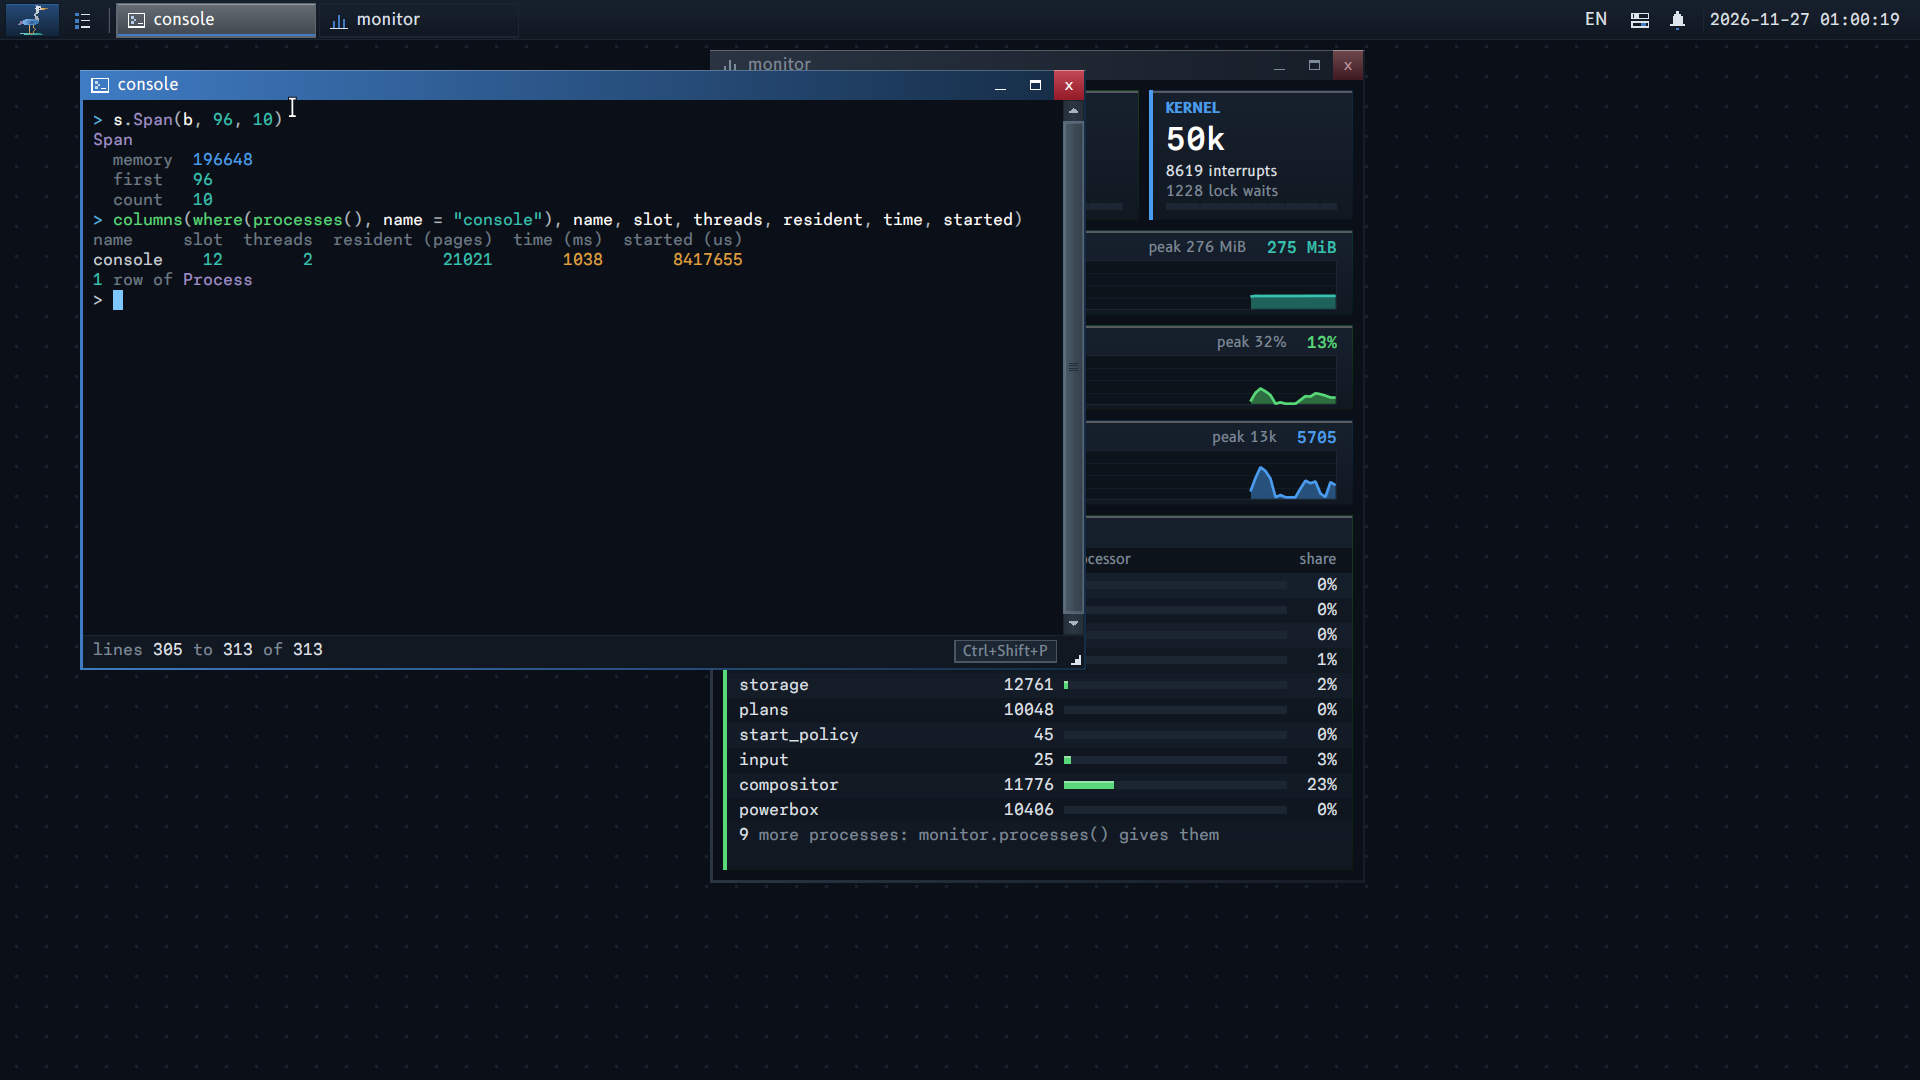 console
monitor
EN
2026-11-27 01:00:19
monitor
x
console
x
> s.Span(b, 96, 10)
Span
memory 196648
first 96
count 10
> columns(where(processes(), name = "console"), name, slot, threads, resident, time, started)
name slot threads resident (pages) time (ms) started (us)
console 12 2 21021 1038 8417655
1 row of Process
>
lines 305 to 313 of 313
Ctrl+Shift+P
KERNEL
50k
8619 interrupts
1228 lock waits
peak 276 MiB 275 MiB
peak 32% 13%
peak 13k 5705
cessor share
0%
0%
0%
1%
storage 12761 2%
plans 10048 0%
start_policy 45 0%
input 25 3%
compositor 11776 23%
powerbox 10406 0%
9 more processes: monitor.processes() gives them